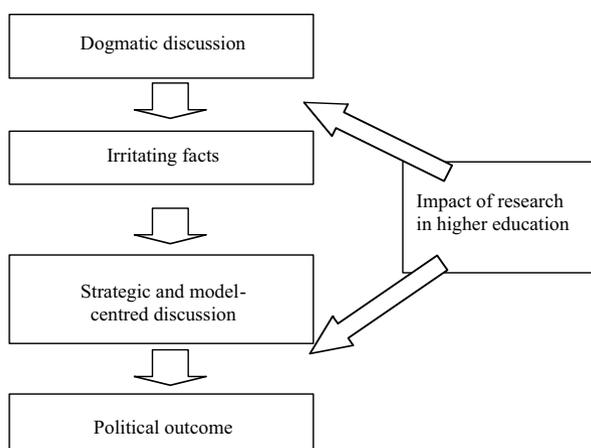 Dogmatic discussion
Irritating facts
Impact of research
in higher education
Strategic and model-
centred discussion
Political outcome